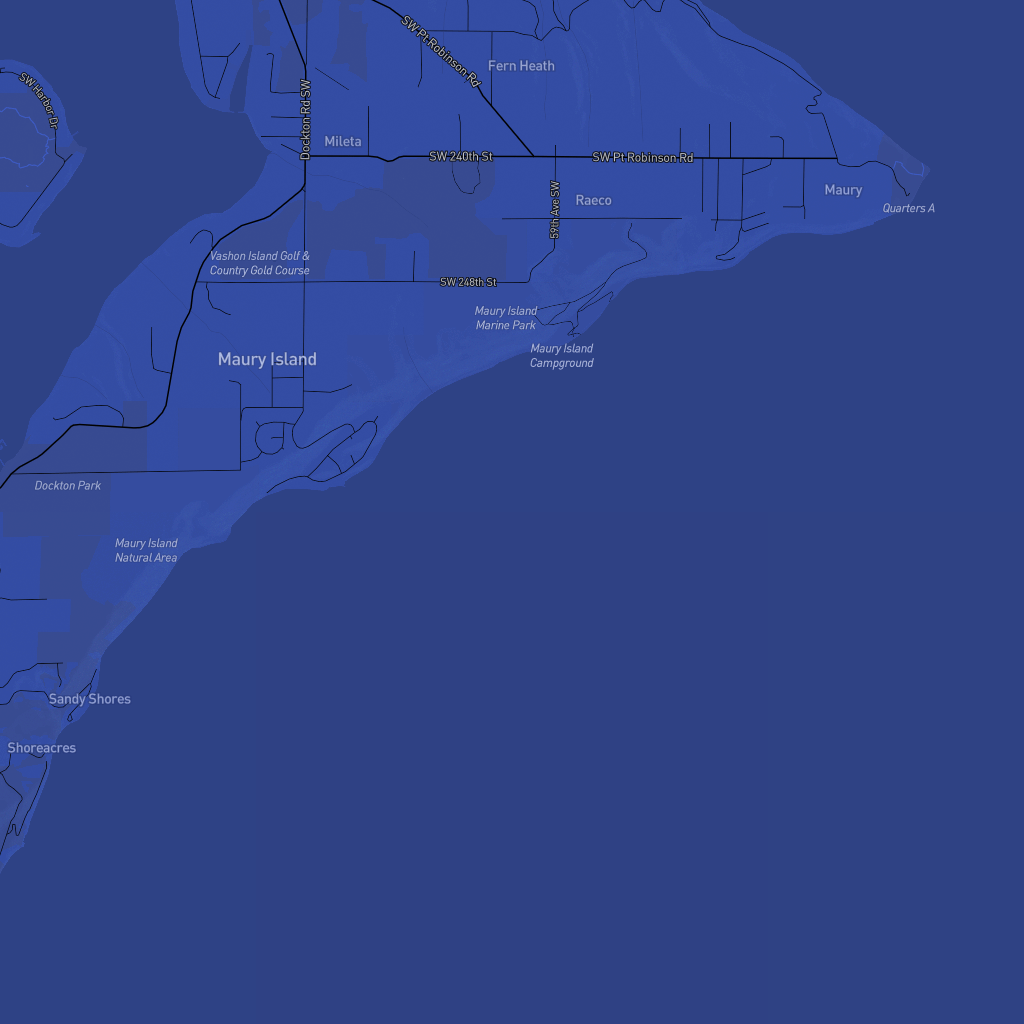 SW Pt Robinson Rd
Fern Heath
SW Harbor Dr
Dockton Rd SW
Mileta
SW 240th St
SW Pt Robinson Rd
Maury
Quarters A
59th Ave SW
Raeco
Vashon Island Golf &
Country Gold Course
SW 248th St
Maury Island
Marine Park
Maury Island
Campground
Maury Island
Dockton Park
Maury Island
Natural Area
Sandy Shores
Shoreacres